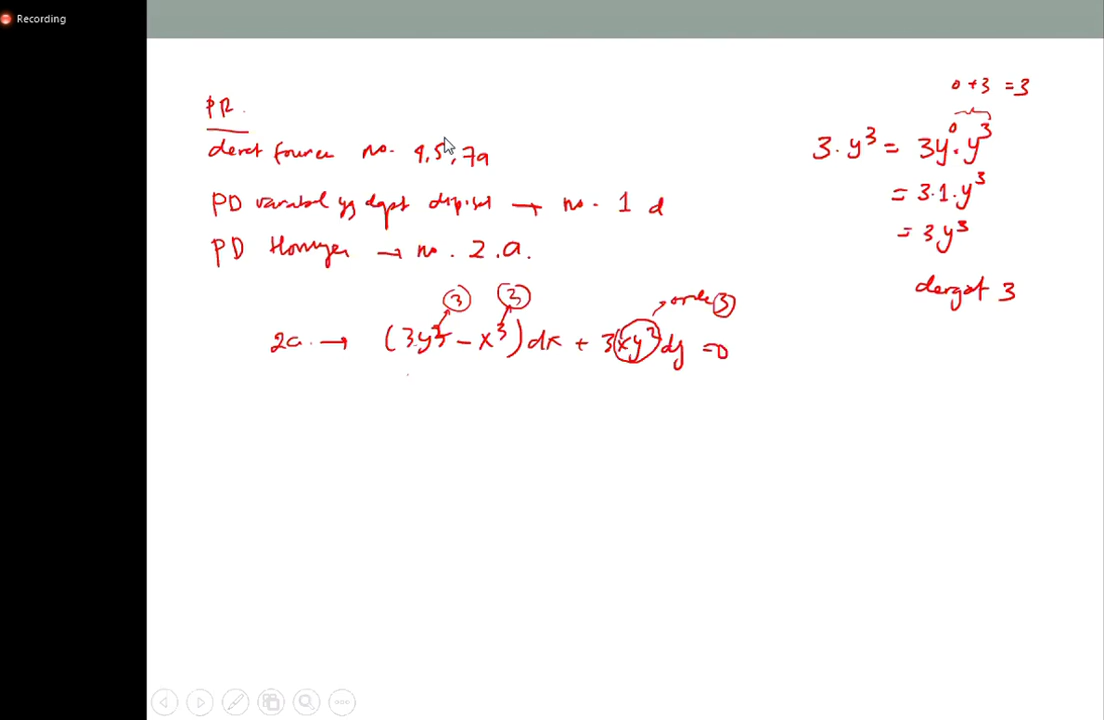 Recording
PR.
deret fourier no. 4, 5, 7a
PD variabel yg dapat dipisah → no. 1 d
PD Homogen → no. 2.a.
2a. → (3y³ - x³) dx + 3xy² dy = 0
③ ③ → orde ③
0 + 3 = 3
3 · y³ = 3y⁰ · y³
= 3·1·y³
= 3y³
derajat 3